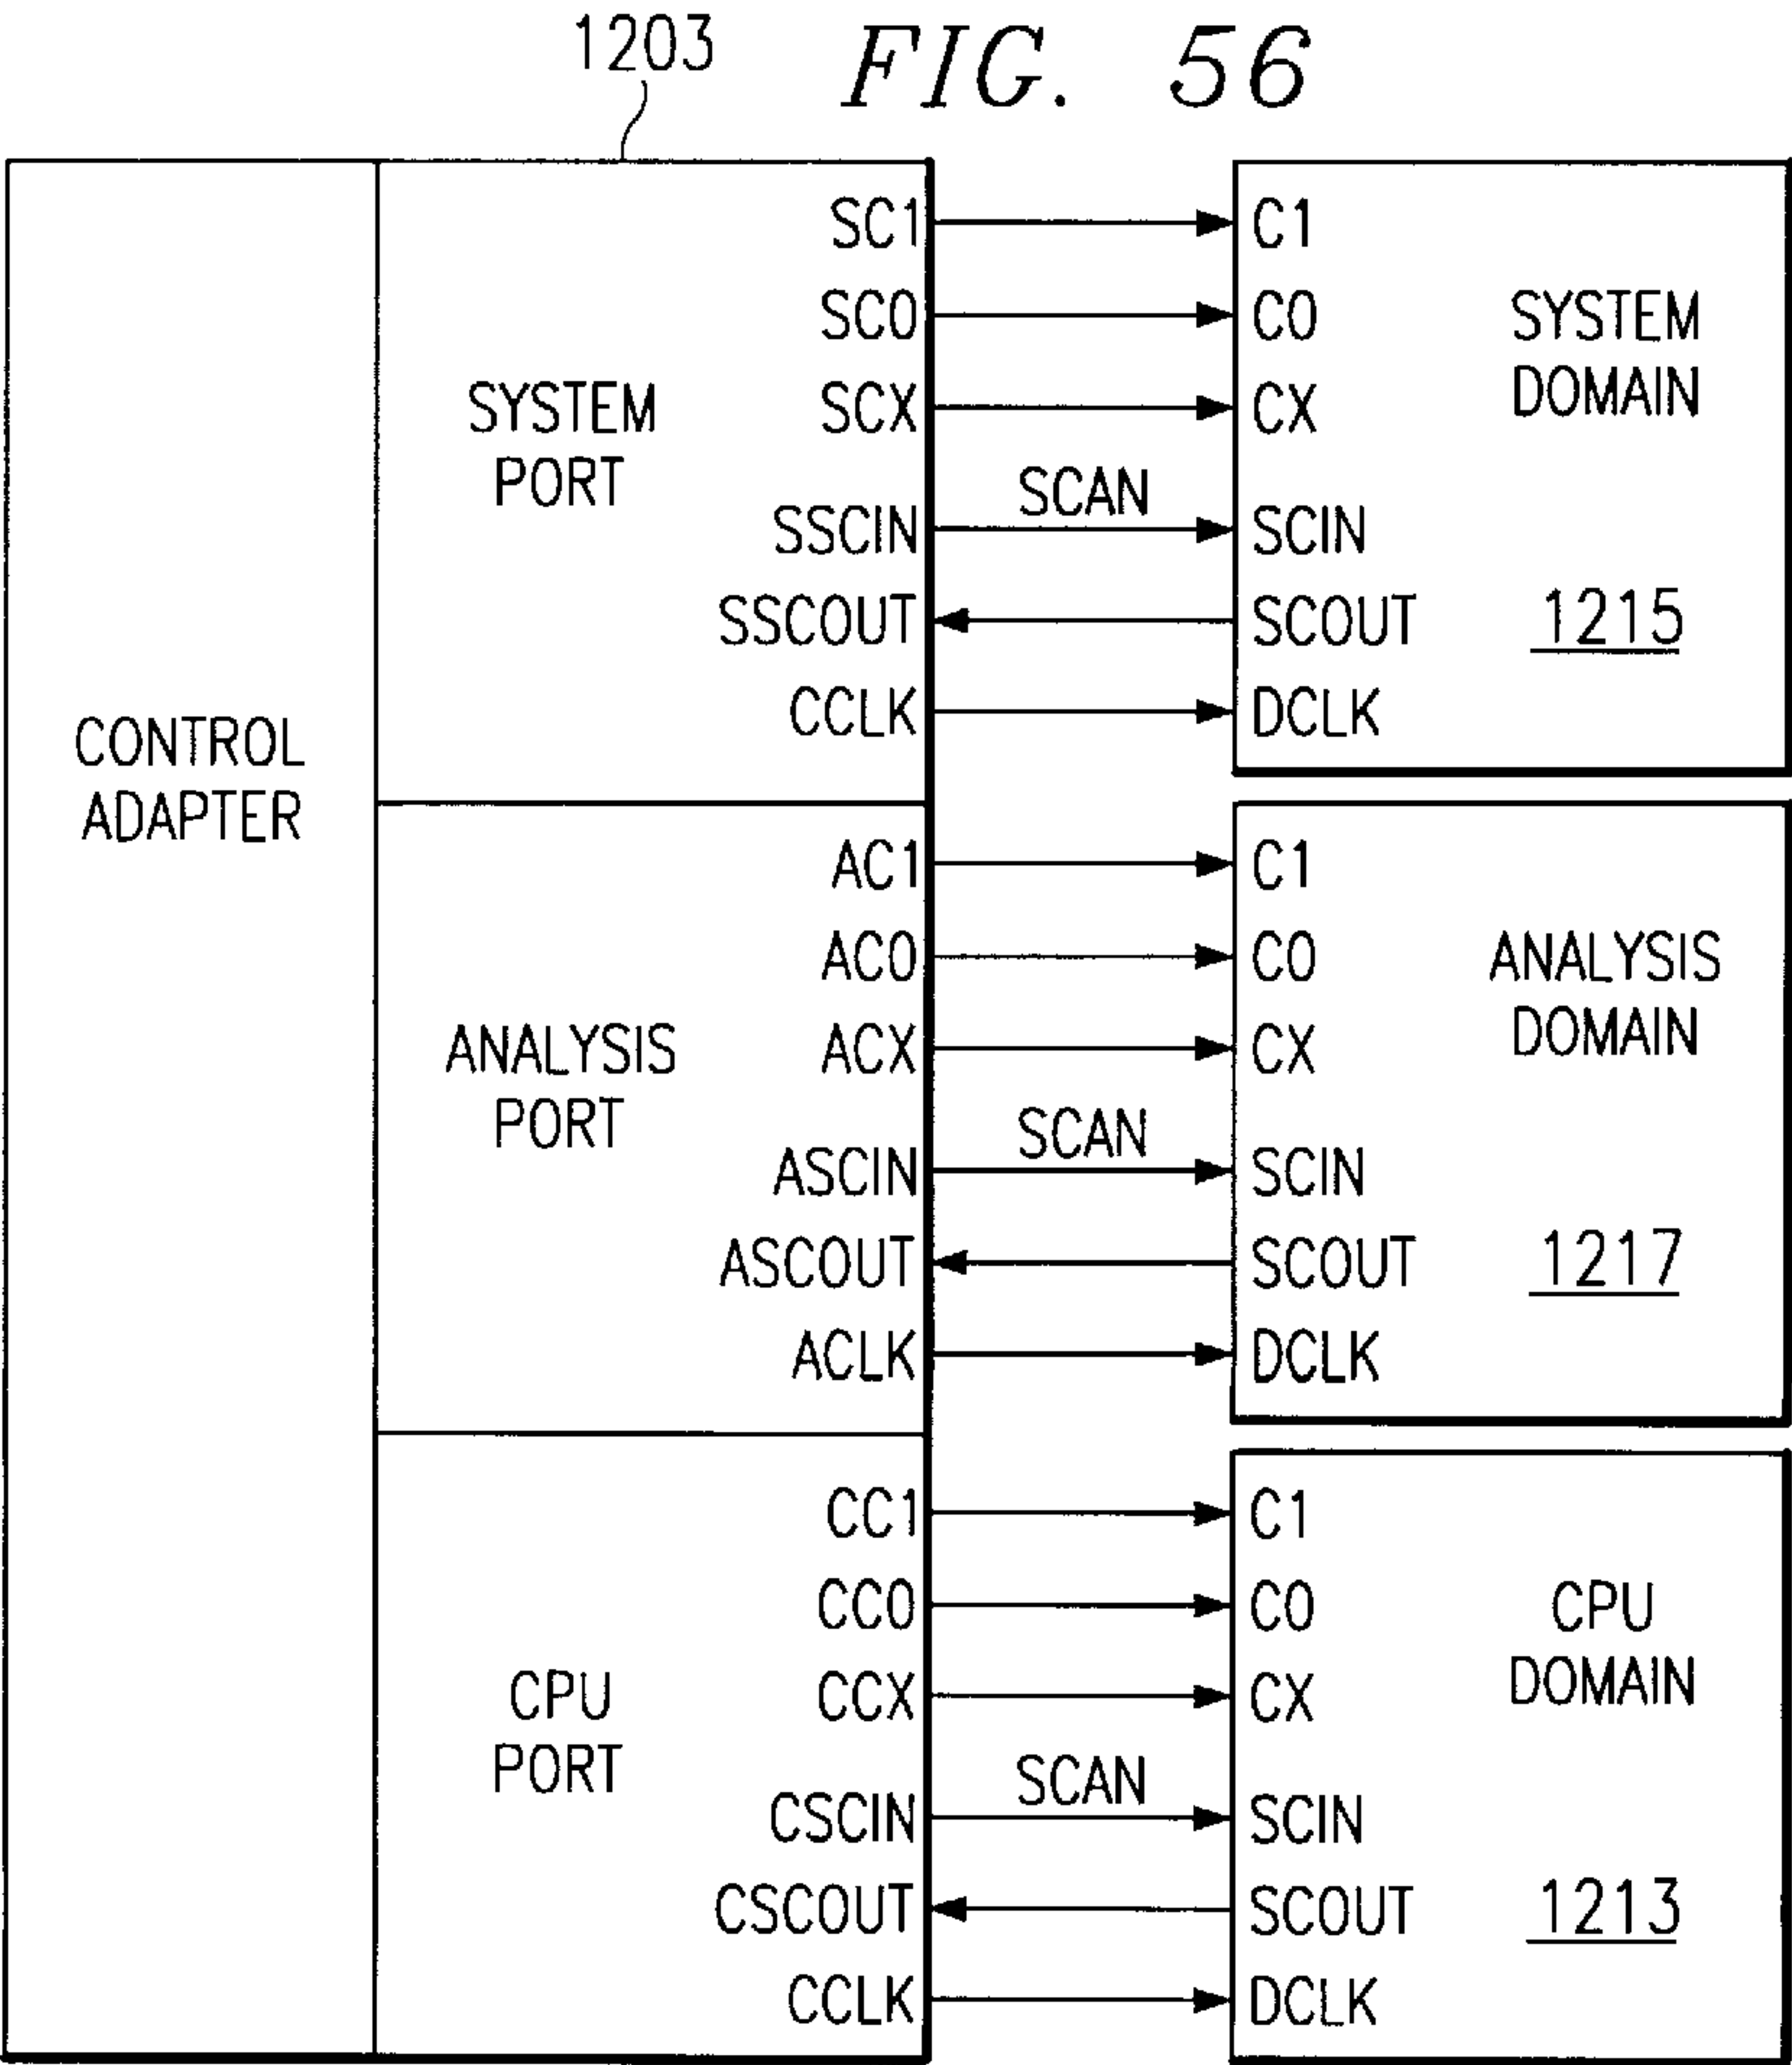 1203
FIG. 56
CONTROL
ADAPTER
SYSTEM
PORT
SC1
SC0
SCX
SSCIN
SSCOUT
CCLK
SCAN
C1
C0
CX
SCIN
SCOUT
DCLK
SYSTEM
DOMAIN
1215
ANALYSIS
PORT
AC1
AC0
ACX
ASCIN
ASCOUT
ACLK
SCAN
C1
C0
CX
SCIN
SCOUT
DCLK
ANALYSIS
DOMAIN
1217
CPU
PORT
CC1
CC0
CCX
CSCIN
CSCOUT
CCLK
SCAN
C1
C0
CX
SCIN
SCOUT
DCLK
CPU
DOMAIN
1213